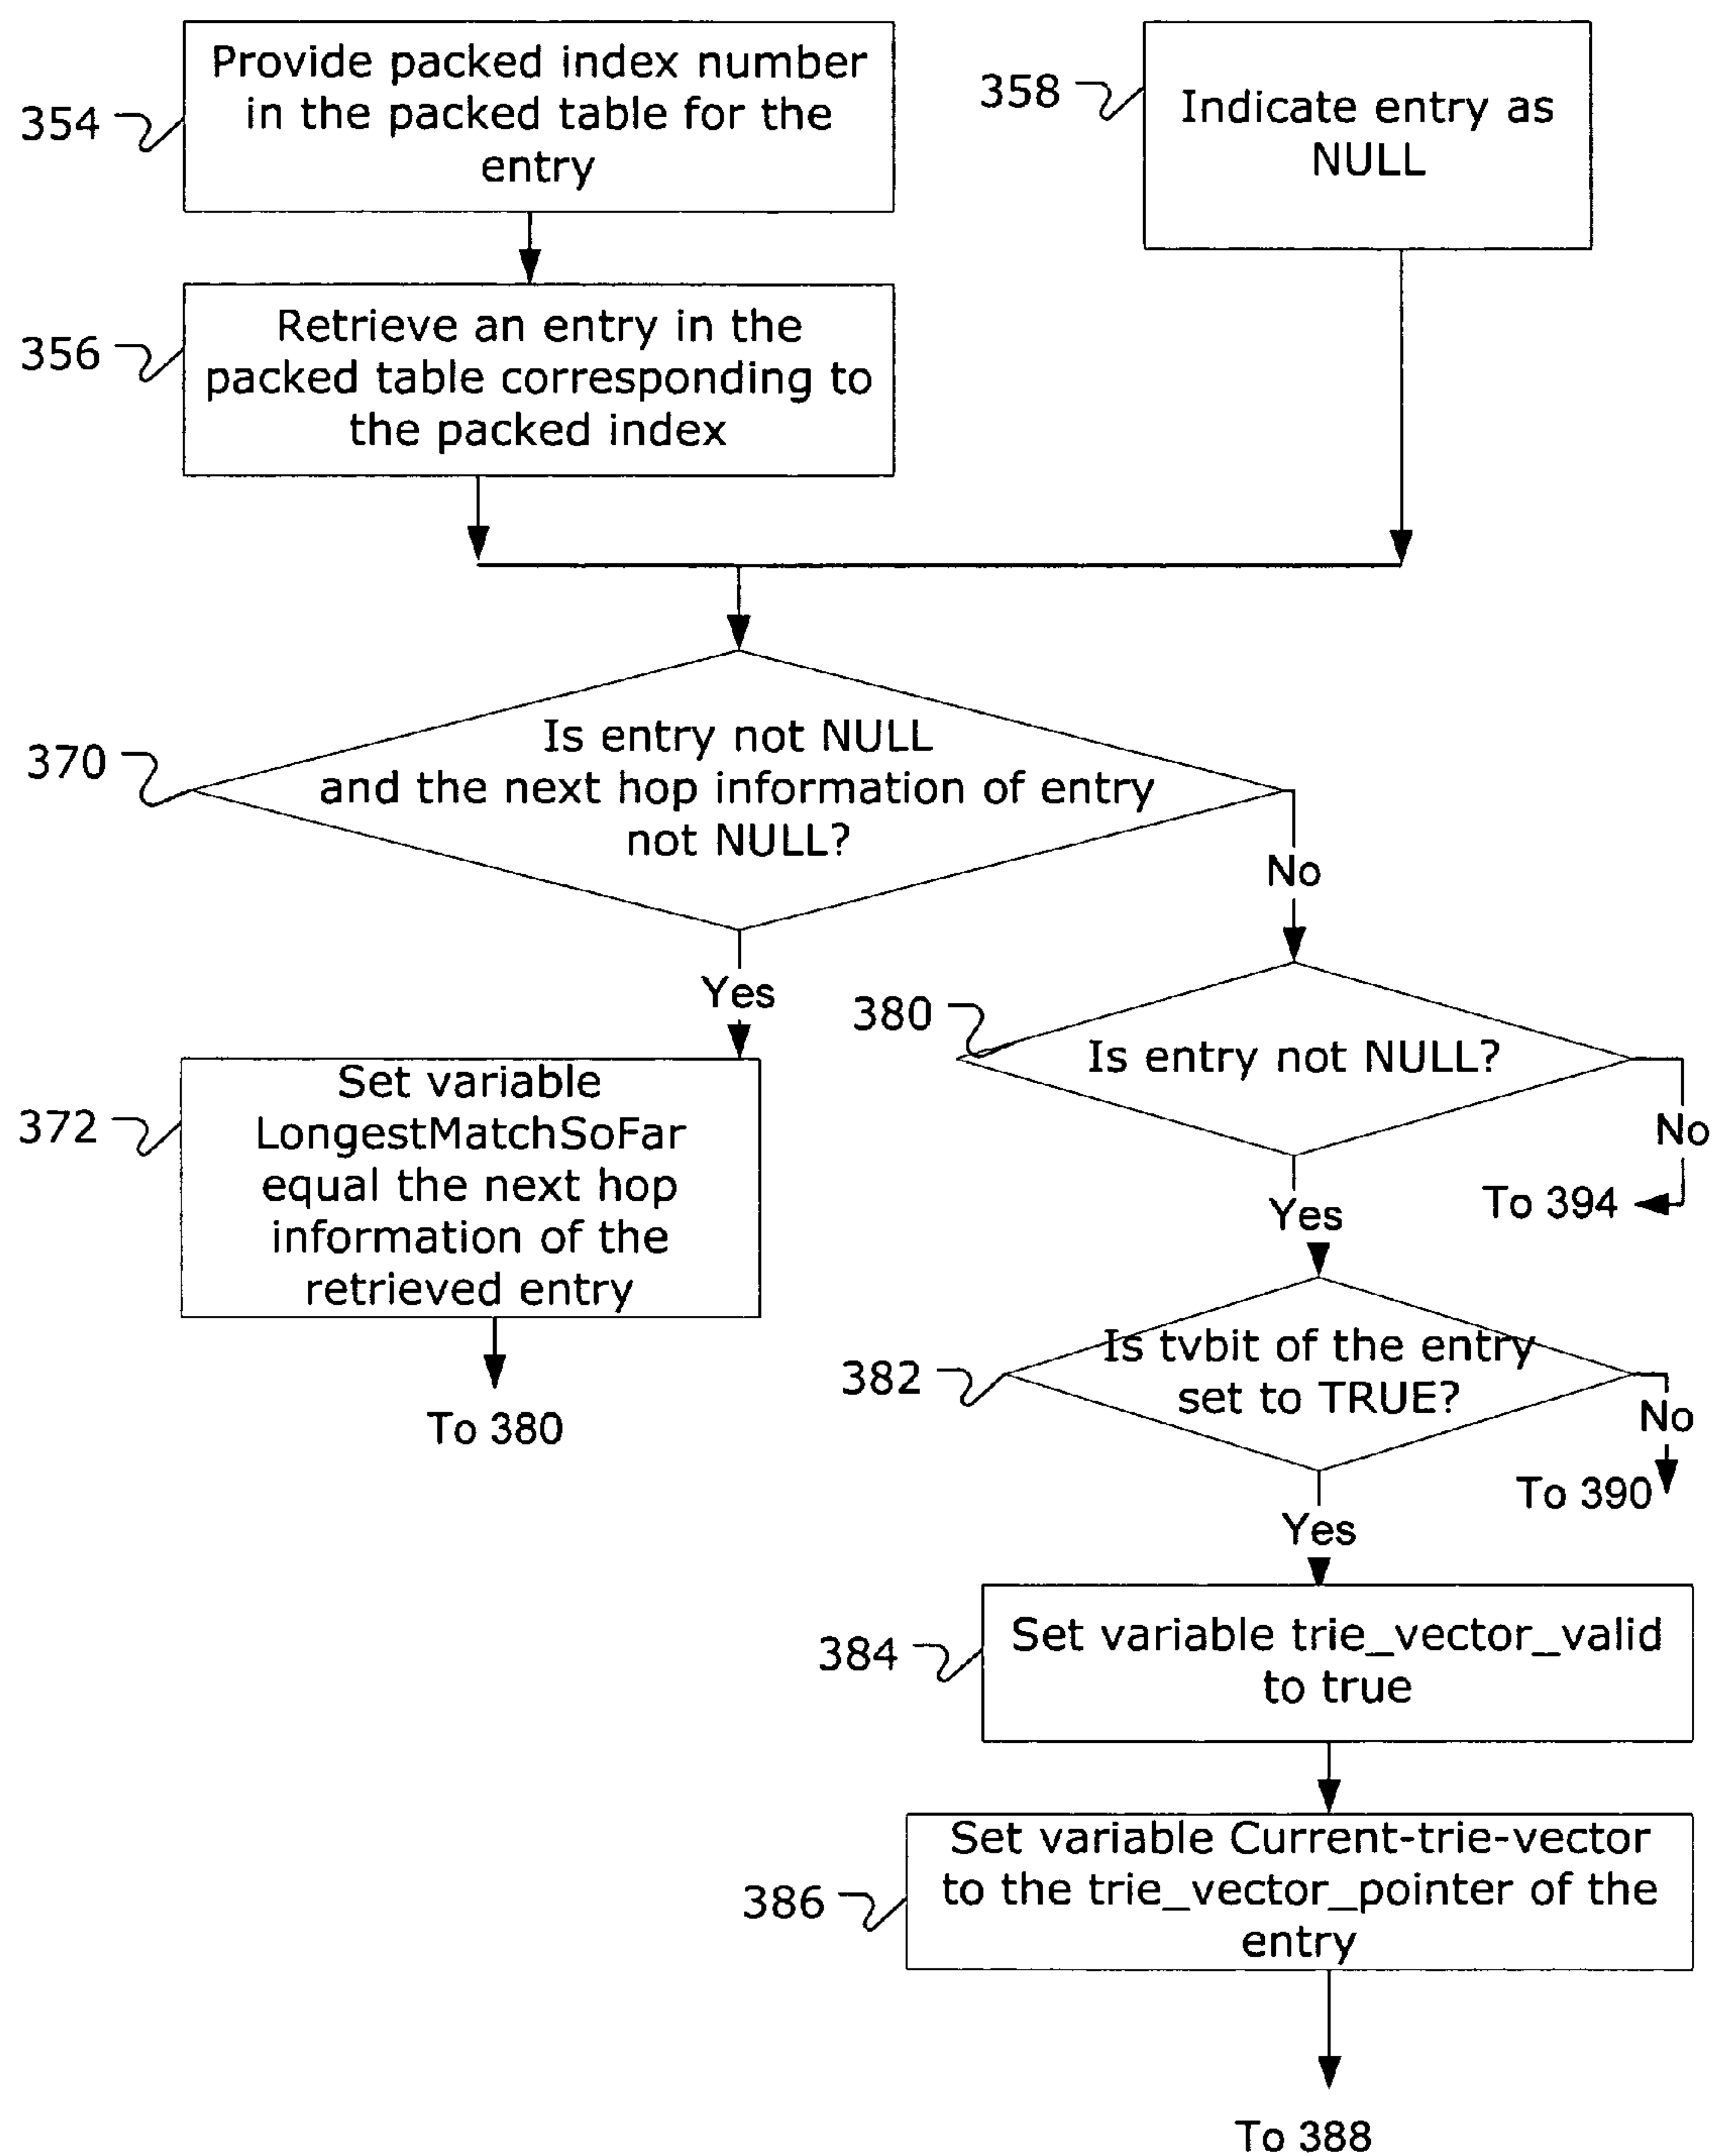 354
Provide packed index number
in the packed table for the
entry
358
Indicate entry as
NULL
356
Retrieve an entry in the
packed table corresponding to
the packed index
370
Is entry not NULL
and the next hop information of entry
not NULL?
No
Yes
380
Is entry not NULL?
No
To 394
Yes
372
Set variable
LongestMatchSoFar
equal the next hop
information of the
retrieved entry
To 380
382
Is tvbit of the entry
set to TRUE?
No
To 390
Yes
384
Set variable trie_vector_valid
to true
386
Set variable Current-trie-vector
to the trie_vector_pointer of the
entry
To 388